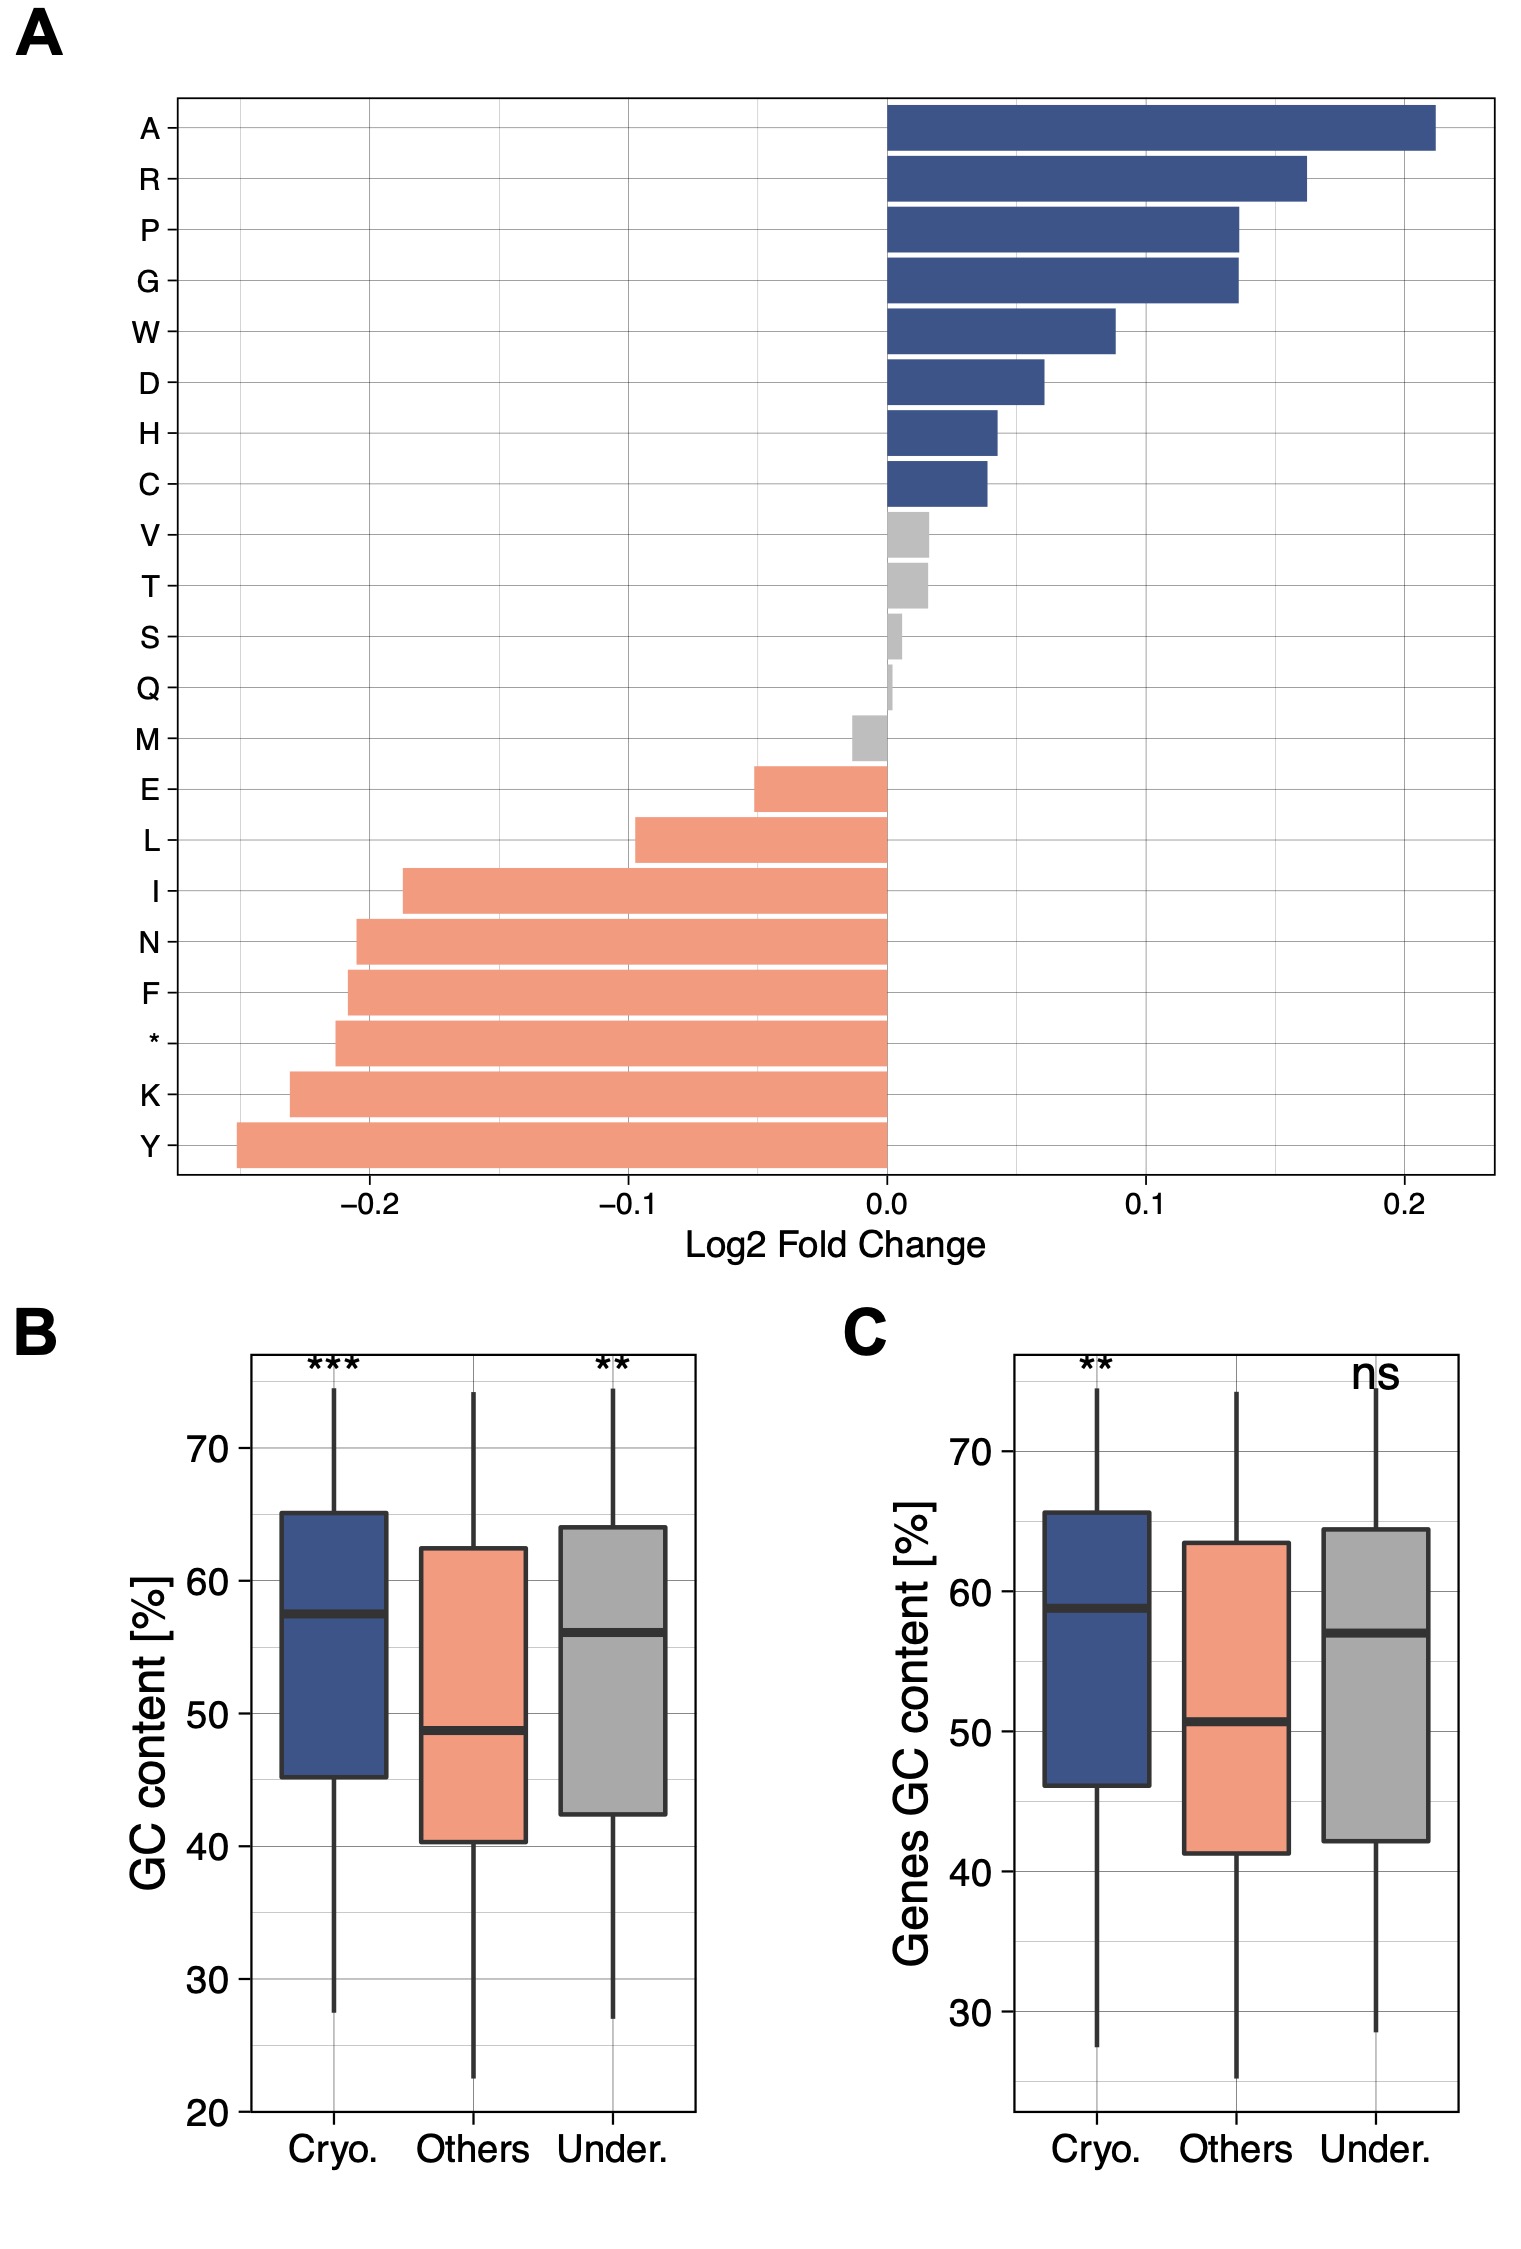 A
A
R
P
G
W
D
H
C
V
T
S
Q
M
E
L
I
N
F
*
K
Y
−0.2 −0.1 0.0 0.1 0.2
Log2 Fold Change
B
*** **
GC content [%]
70
60
50
40
30
20
Cryo. Others Under.
C
** ns
Genes GC content [%]
70
60
50
40
30
Cryo. Others Under.